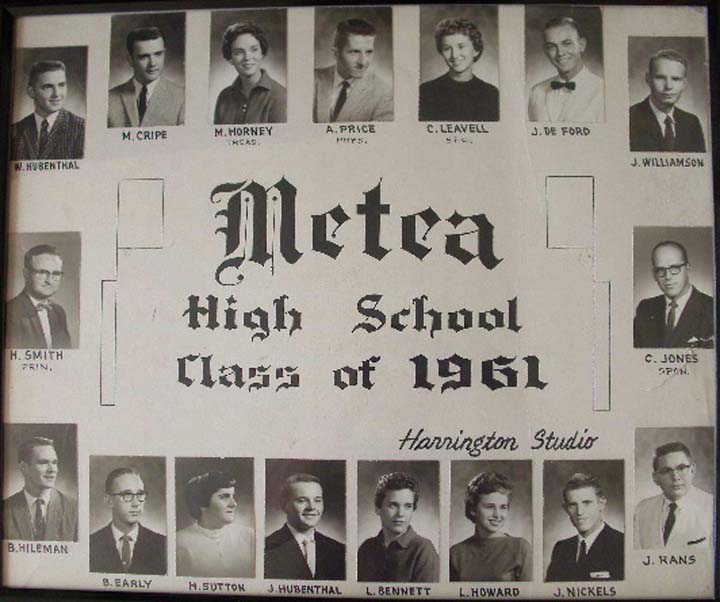 W. HUBENTHAL
M. CRIPE
M. HORNEY
TREAS.
A. PRICE
PRES.
C. LEAVELL
SEC.
J. DE FORD
J. WILLIAMSON
Metea
High School
Class of 1961
H. SMITH
PRIN.
C. JONES
SPON.
Harrington Studio
B. HILEMAN
B. EARLY
H. SUTTON
J. HUBENTHAL
L. BENNETT
L. HOWARD
J. NICKELS
J. RANS